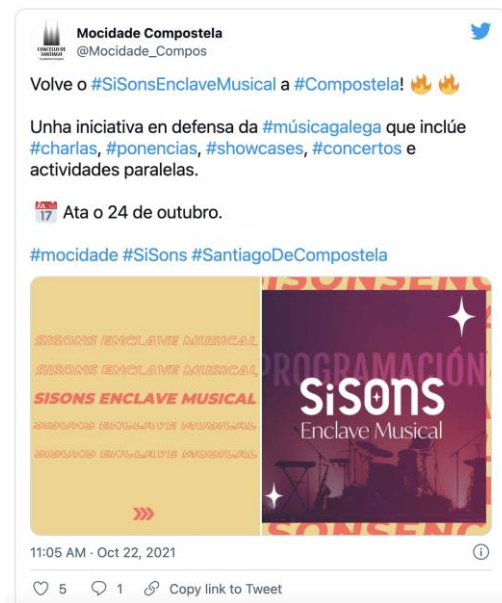 Mocidade Compostela
@Mocidade_Compos
Volve o #SiSonsEnclaveMusical a #Compostela! 🔥 🔥
Unha iniciativa en defensa da #músicagalega que inclúe
#charlas, #ponencias, #showcases, #concertos e
actividades paralelas.
📅 Ata o 24 de outubro.
#mocidade #SiSons #SantiagoDeCompostela
SISONS ENCLAVE MUSICAL
SISONS ENCLAVE MUSICAL
SISONS ENCLAVE MUSICAL
SISONS ENCLAVE MUSICAL
SISONS ENCLAVE MUSICAL
SISONSENC
PROGRAMACIÓN
SiSONS
Enclave Musical
SONSENC
11:05 AM · Oct 22, 2021
5
1
Copy link to Tweet